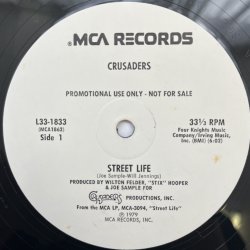 MCA RECORDS
CRUSADERS
PROMOTIONAL USE ONLY - NOT FOR SALE
L33-1833
(MCA1862)
Side 1
33⅓ RPM
Four Knights Music
Company/Irving Music,
Inc. (BMI) (6:02)
STREET LIFE
(Joe Sample-Will Jennings)
PRODUCED BY WILTON FELDER, "STIX" HOOPER
& JOE SAMPLE FOR
Crusaders PRODUCTIONS, INC.
From the MCA LP, MCA-3094, "Street Life"
℗ 1979
MCA RECORDS, INC.